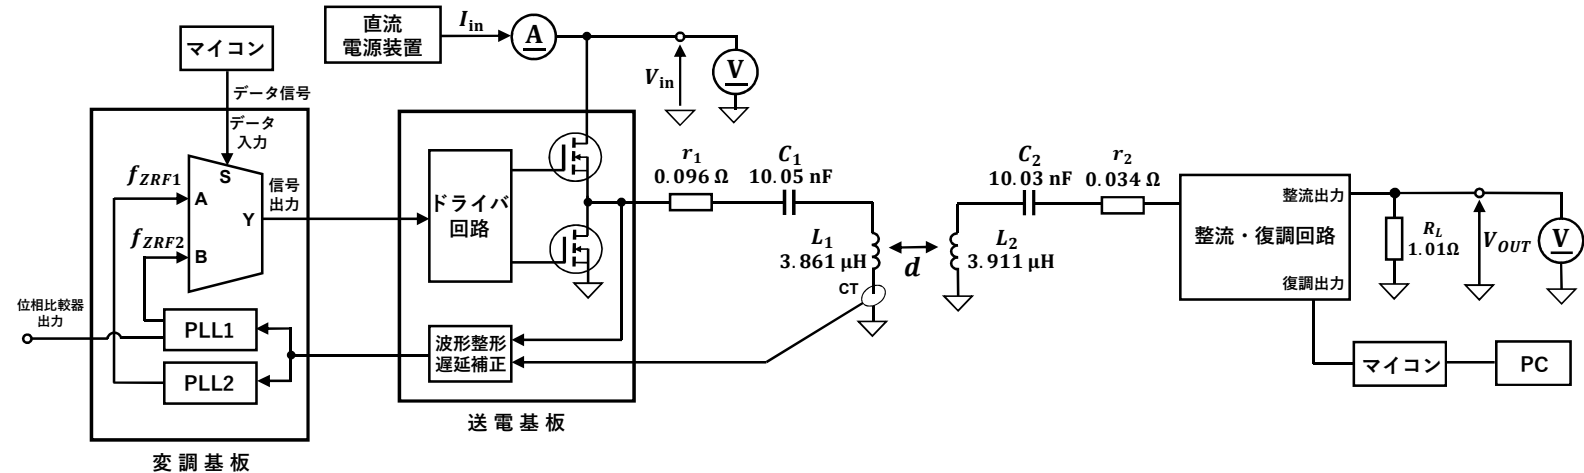 直流
電源装置
I_in
A
マイコン
データ信号
V_in
V
データ
入力
f_ZRF1
S
A
信号
出力
Y
f_ZRF2
B
ドライバ
回路
r_1
0.096 Ω
C_1
10.05 nF
C_2
10.03 nF
r_2
0.034 Ω
L_1
3.861 μH
d
L_2
3.911 μH
CT
整流出力
整流・復調回路
復調出力
R_L
1.01Ω
V_OUT
V
位相比較器
出力
PLL1
PLL2
波形整形
遅延補正
送電基板
変調基板
マイコン
PC